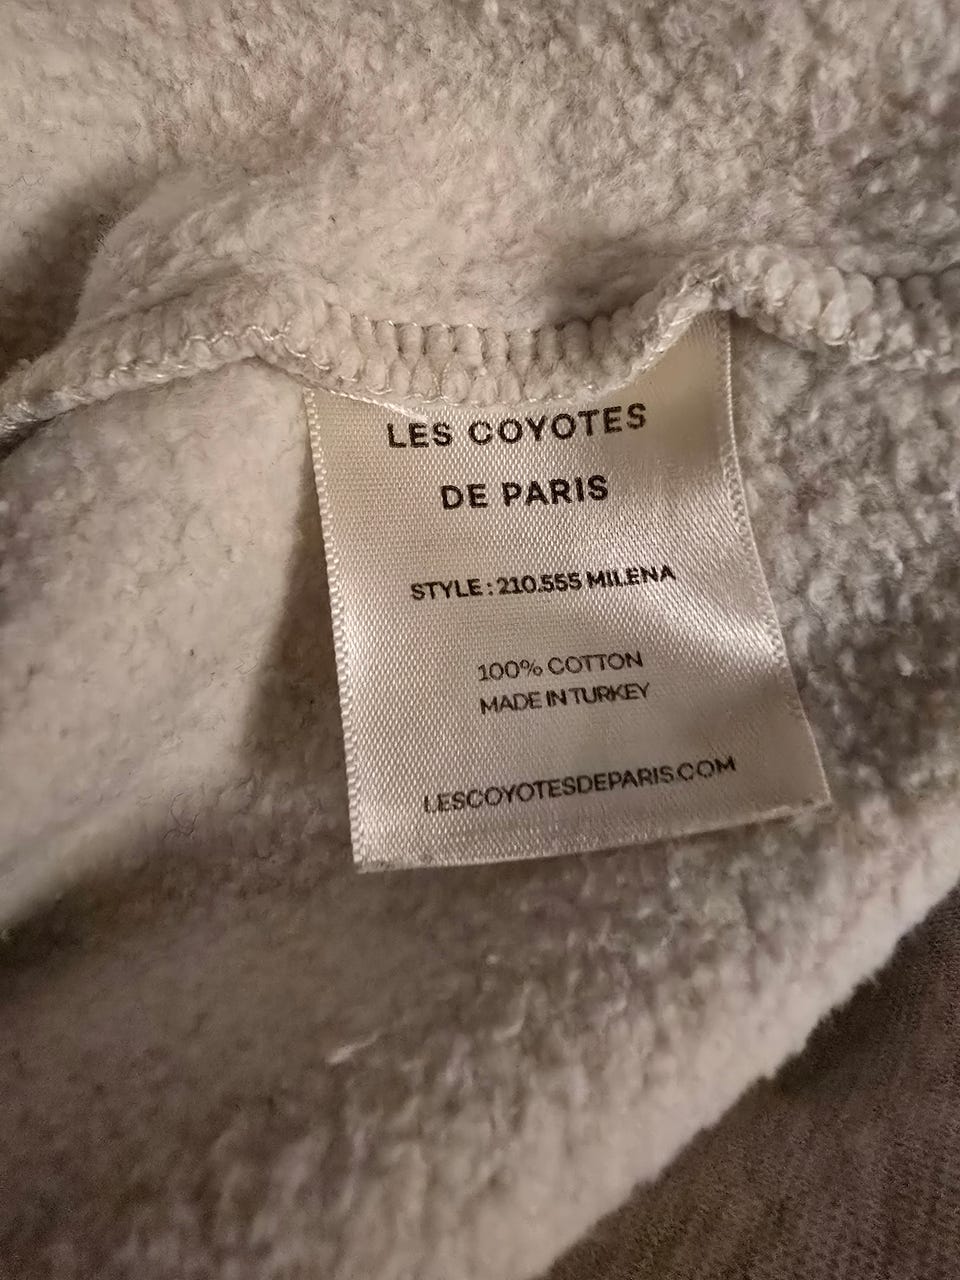 LES COYOTES
DE PARIS
STYLE : 210.555 MILENA
100% COTTON
MADE IN TURKEY
LESCOYOTESDEPARIS.COM